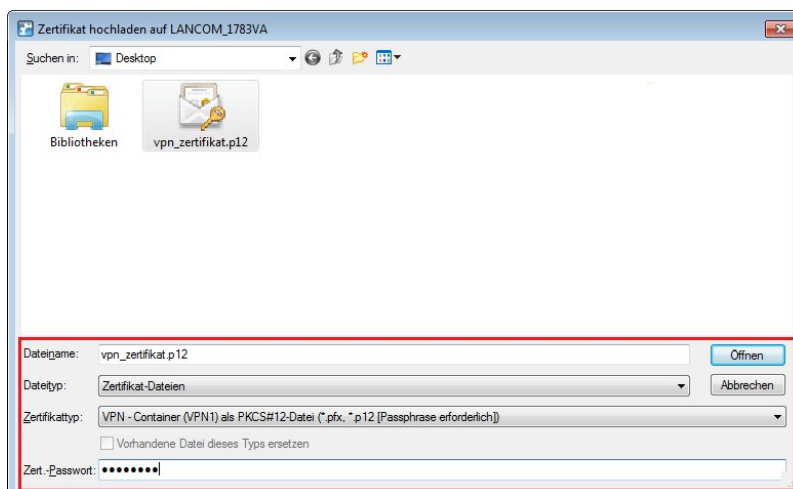 Zertifikat hochladen auf LANCOM_1783VA
Suchen in: Desktop
Bibliotheken vpn_zertifikat.p12
Dateiname: vpn_zertifikat.p12 Öffnen
Dateityp: Zertifikat-Dateien Abbrechen
Zertifikattyp: VPN - Container (VPN1) als PKCS#12-Datei (*.pfx, *.p12 [Passphrase erforderlich])
Vorhandene Datei dieses Typs ersetzen
Zert.-Passwort: ●●●●●●●●